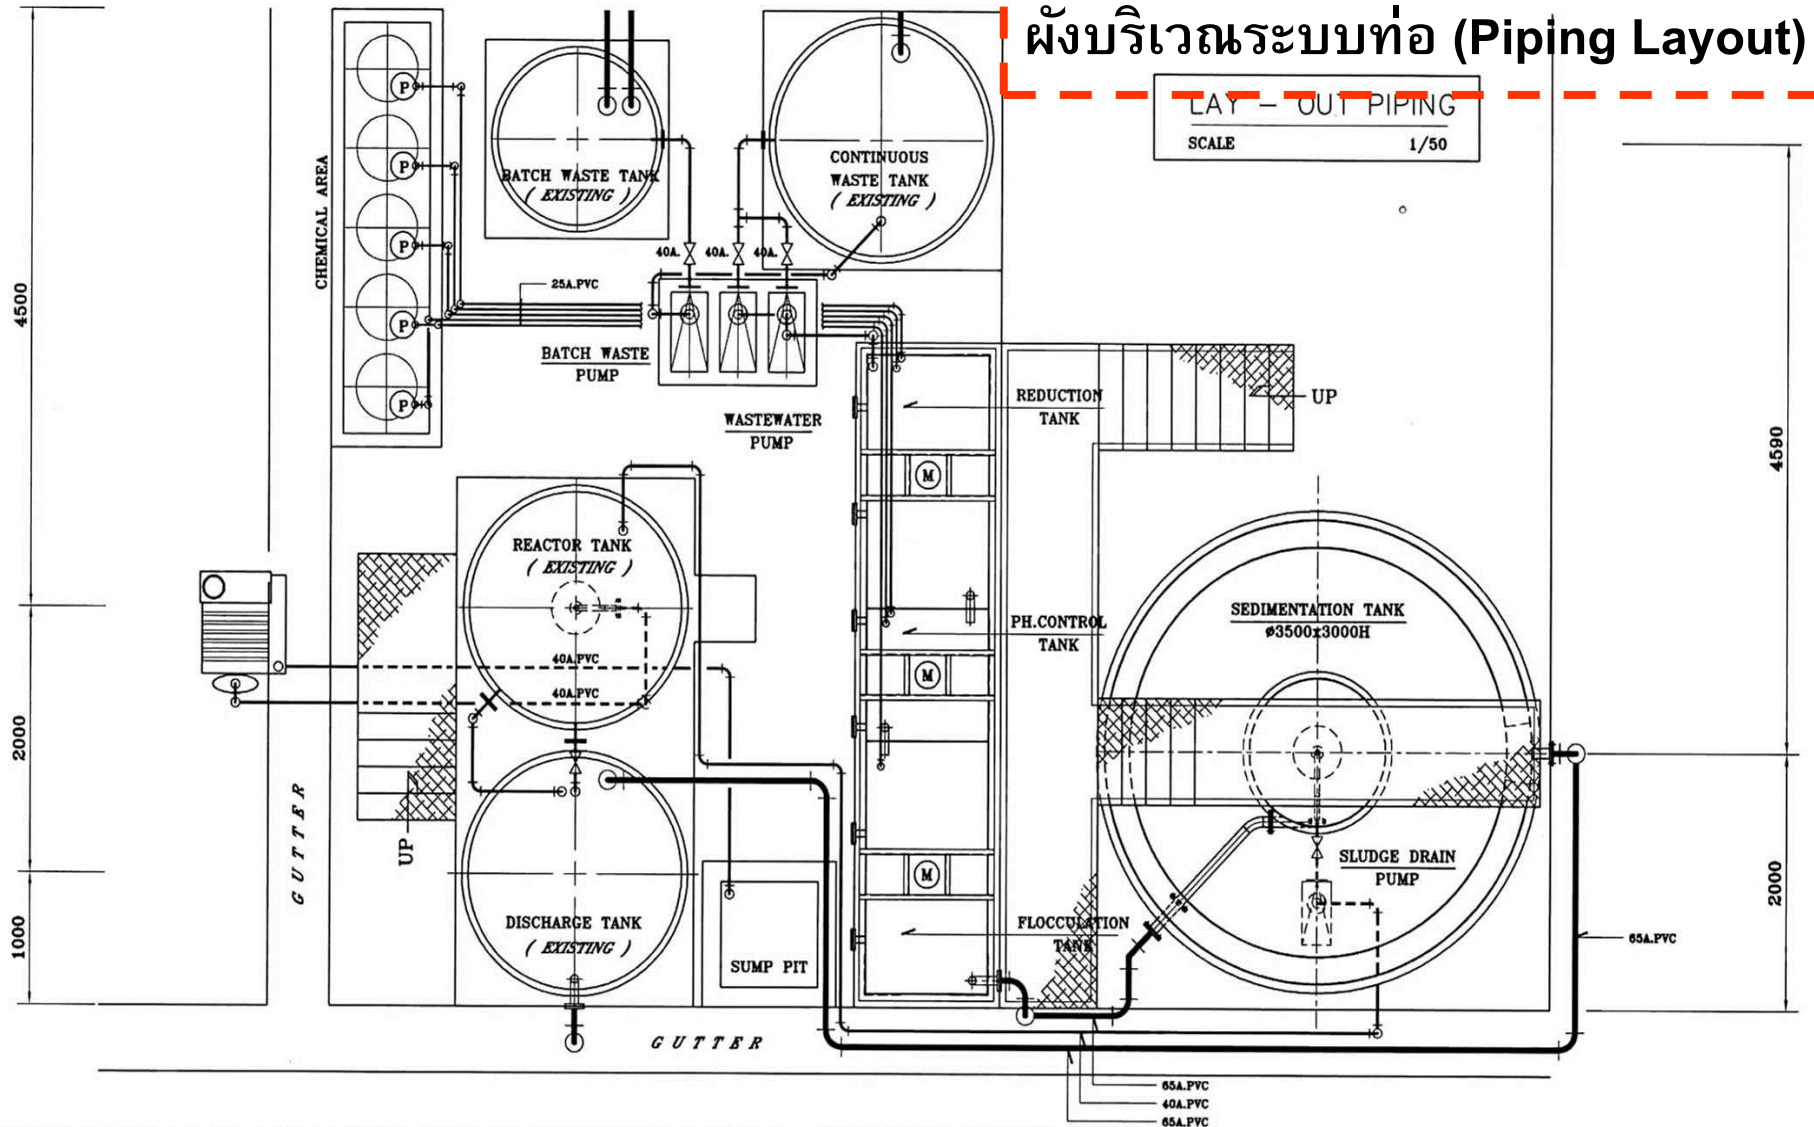 ผังบริเวณระบบท่อ (Piping Layout)
LAY - OUT PIPING
SCALE 1/50
CHEMICAL AREA
P
P
P
P
P
BATCH WASTE TANK
( EXISTING )
CONTINUOUS
WASTE TANK
( EXISTING )
40A.
40A.
40A.
25A.PVC
BATCH WASTE
PUMP
WASTEWATER
PUMP
REDUCTION
TANK
UP
M
REACTOR TANK
( EXISTING )
40A.PVC
40A.PVC
PH.CONTROL
TANK
M
SEDIMENTATION TANK
ø3500x3000H
SLUDGE DRAIN
PUMP
UP
GUTTER
DISCHARGE TANK
( EXISTING )
SUMP PIT
M
FLOCCULATION
TANK
65A.PVC
GUTTER
65A.PVC
40A.PVC
65A.PVC
4500
2000
1000
4590
2000